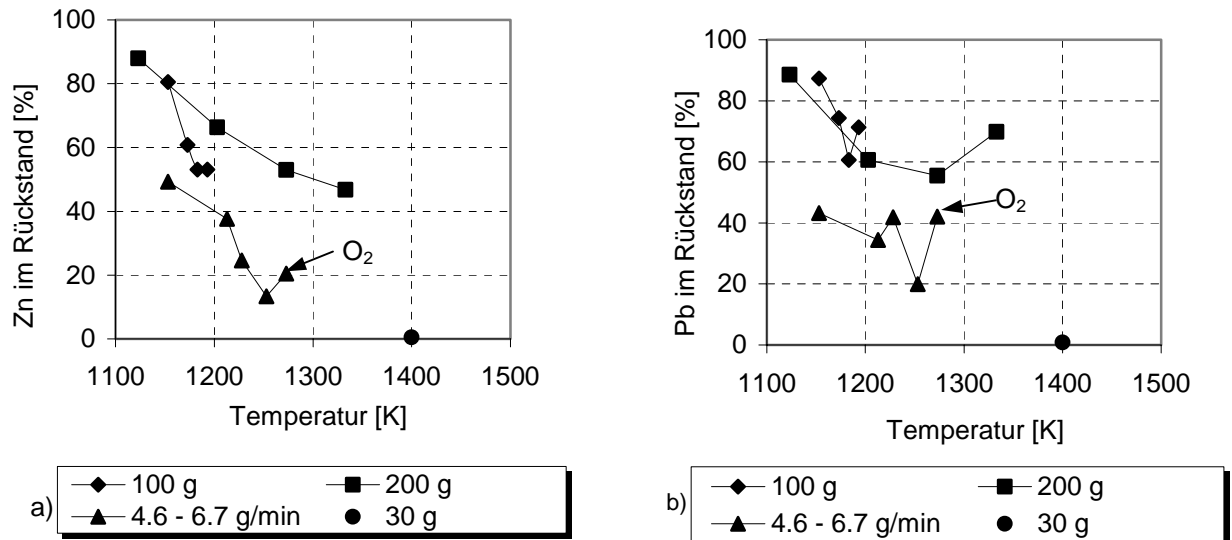 Zn im Rückstand [%]
100
80
60
40
20
0
O2
1100 1200 1300 1400 1500
Temperatur [K]
a)
100 g
200 g
4.6 - 6.7 g/min
30 g
Pb im Rückstand [%]
100
80
60
40
20
0
O2
1100 1200 1300 1400 1500
Temperatur [K]
b)
100 g
200 g
4.6 - 6.7 g/min
30 g